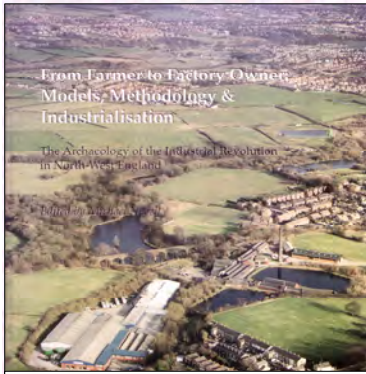 From Farmer to Factory Owner:
Models, Methodology &
Industrialisation
The Archaeology of the Industrial Revolution
in North-West England